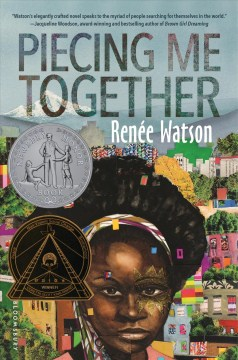 "Watson's elegantly crafted novel speaks to the myriad of people searching for themselves in the world."
—Jacqueline Woodson, award-winning and bestselling author of Brown Girl Dreaming
PIECING ME
TOGETHER
Renée Watson
BLOOMSBURY